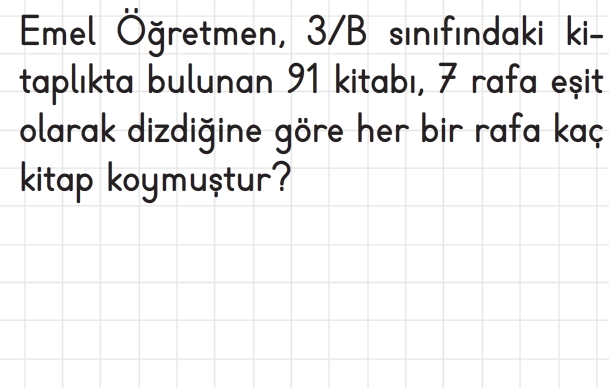 Emel Öğretmen, 3/B sınıfındaki ki-
taplıkta bulunan 91 kitabı, 7 rafa eşit
olarak dizdiğine göre her bir rafa kaç
kitap koymuştur?